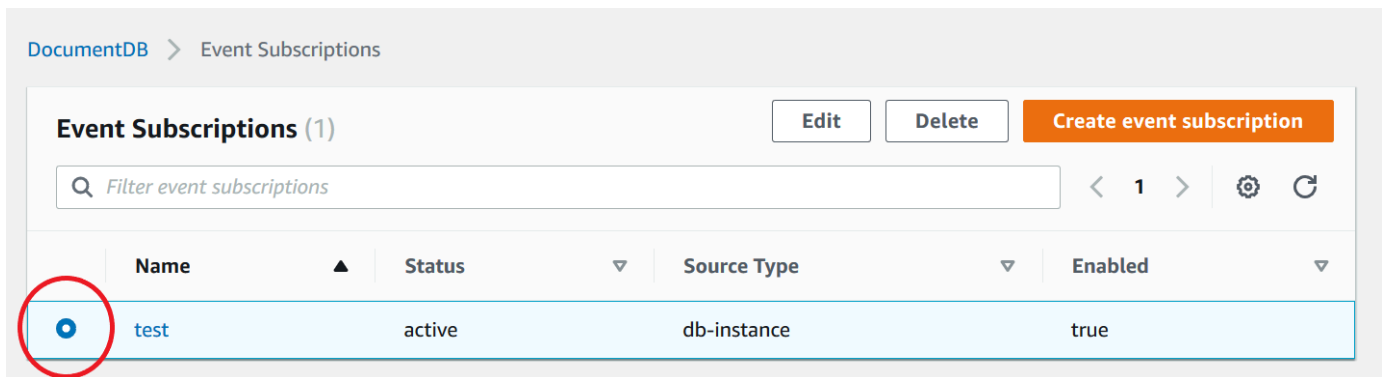 DocumentDB > Event Subscriptions
Event Subscriptions (1) Edit Delete Create event subscription
Filter event subscriptions < 1 >
Name Status Source Type Enabled
test active db-instance true